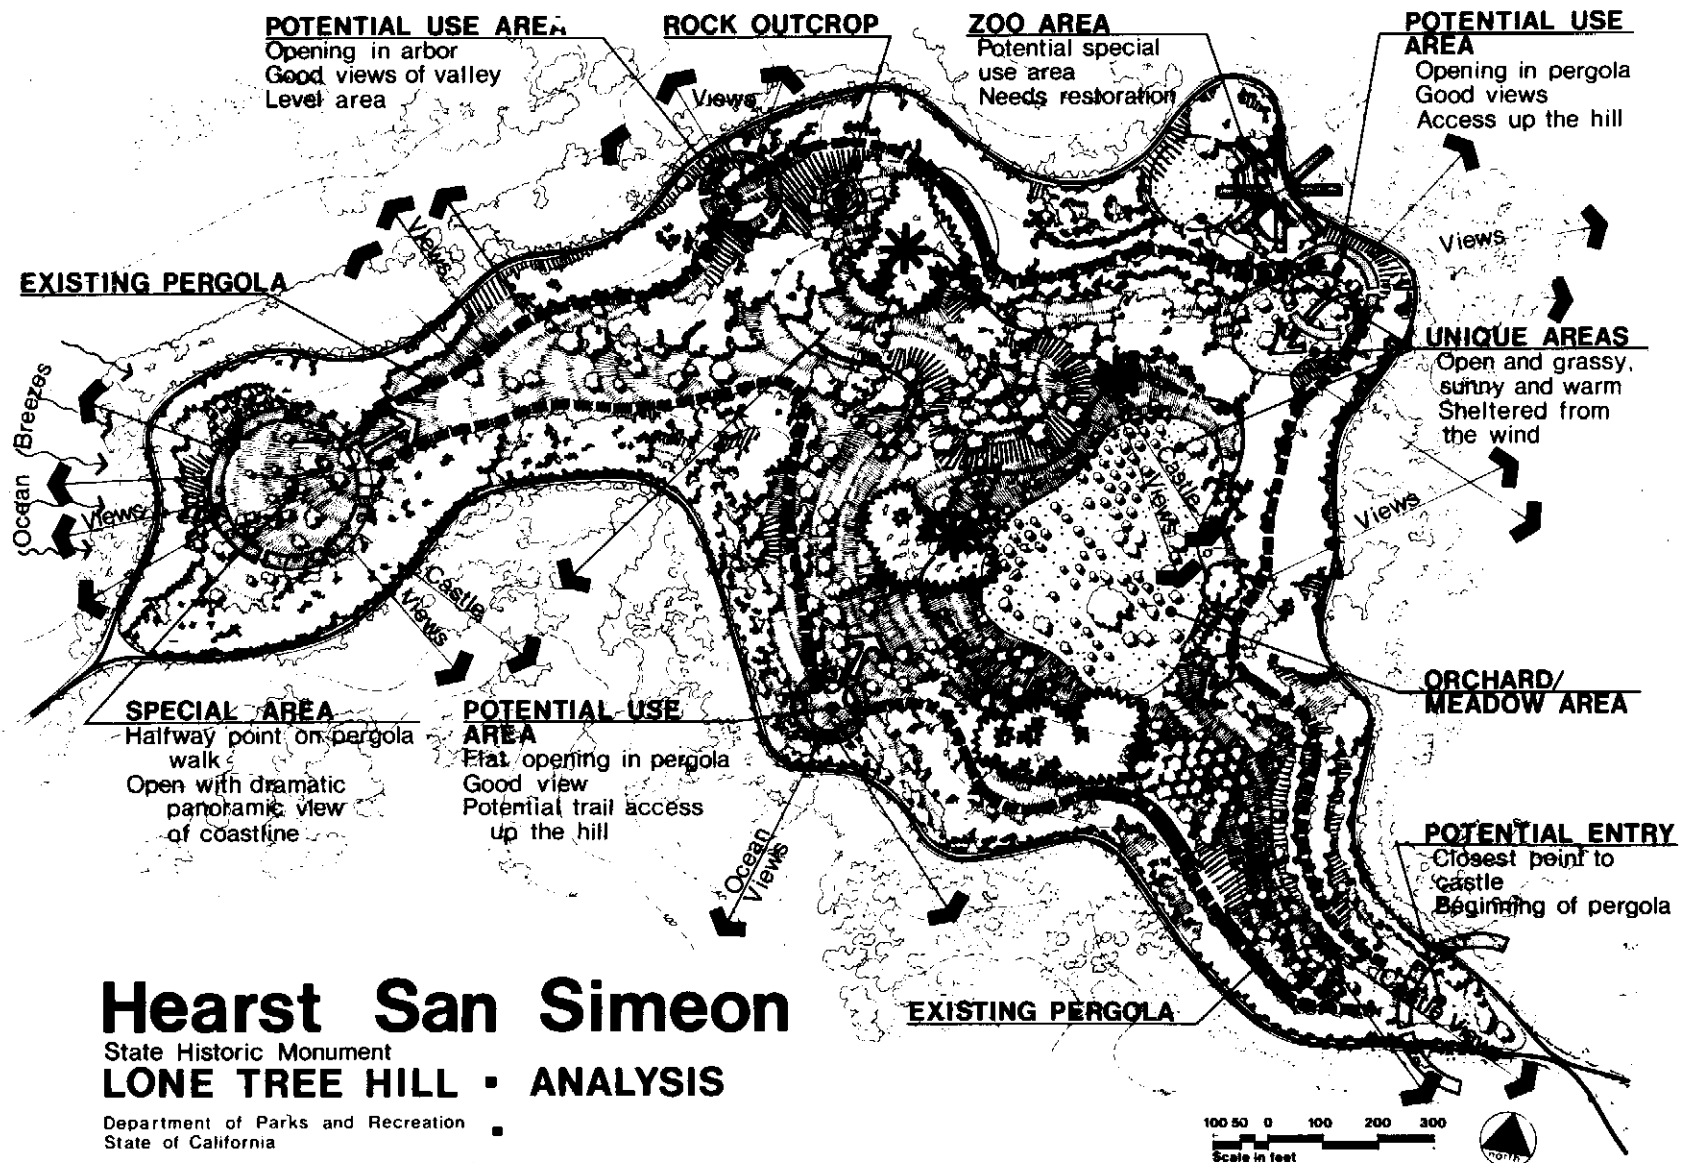 POTENTIAL USE AREA
Opening in arbor
Good views of valley
Level area
ROCK OUTCROP
ZOO AREA
Potential special
use area
Needs restoration
POTENTIAL USE
AREA
Opening in pergola
Good views
Access up the hill
Views
Views
Views
EXISTING PERGOLA
UNIQUE AREAS
Open and grassy,
sunny and warm
Sheltered from
the wind
Ocean Breezes
Views
Castle
Views
Views
Castle
Views
ORCHARD/
MEADOW AREA
SPECIAL AREA
Halfway point on pergola
walk
Open with dramatic
panoramic view
of coastline
POTENTIAL USE
AREA
Flat opening in pergola
Good view
Potential trail access
up the hill
Ocean
Views
POTENTIAL ENTRY
Closest point to
castle
Beginning of pergola
EXISTING PERGOLA
Castle Views
Hearst San Simeon
State Historic Monument
LONE TREE HILL ▪ ANALYSIS
Department of Parks and Recreation
State of California
100 50 0 100 200 300
Scale in feet
north